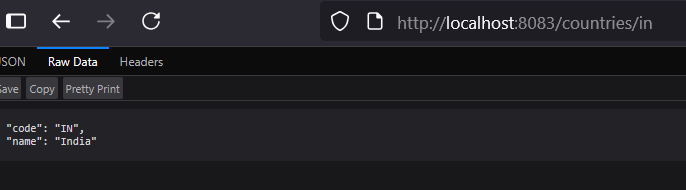 http://localhost:8083/countries/in
JSON Raw Data Headers
Save Copy Pretty Print
"code": "IN",
"name": "India"